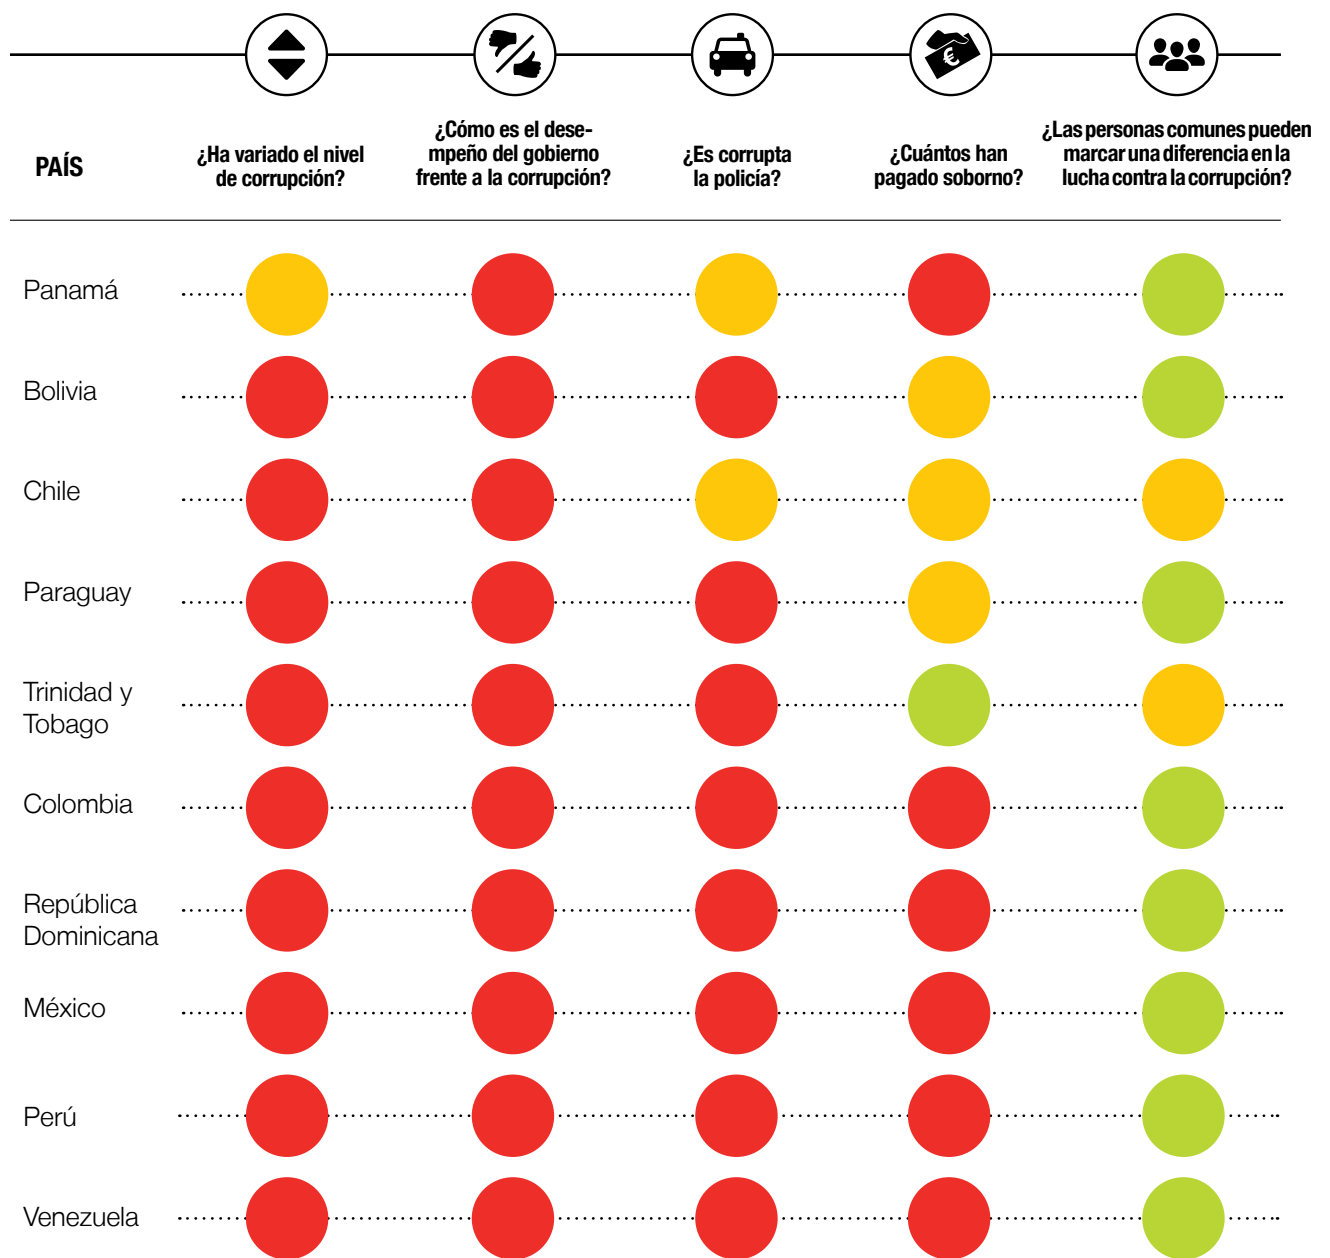 PAÍS
¿Ha variado el nivel
de corrupción?
¿Cómo es el dese-
mpeño del gobierno
frente a la corrupción?
¿Es corrupta
la policía?
¿Cuántos han
pagado soborno?
¿Las personas comunes pueden
marcar una diferencia en la
lucha contra la corrupción?
€
Panamá
Bolivia
Chile
Paraguay
Trinidad y
Tobago
Colombia
República
Dominicana
México
Perú
Venezuela